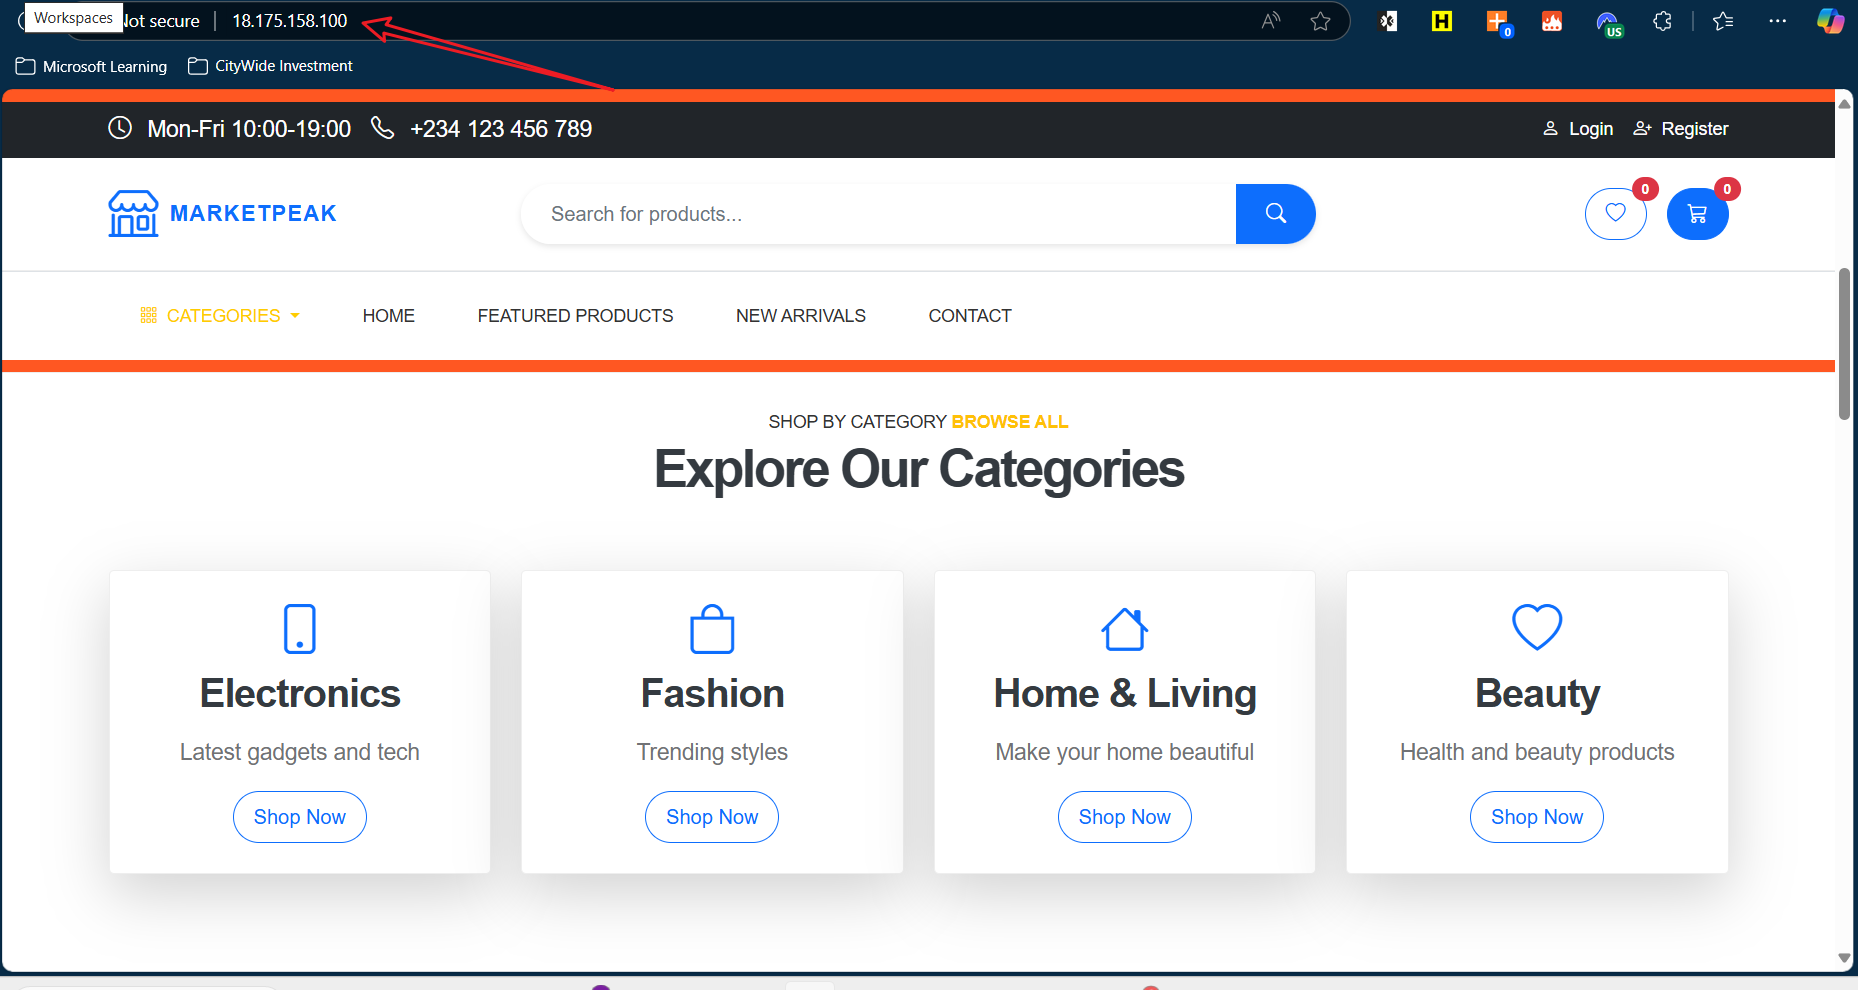 Workspaces
Not secure
18.175.158.100
0
US
Microsoft Learning
CityWide Investment
Mon-Fri 10:00-19:00
+234 123 456 789
Login
Register
MARKETPEAK
Search for products...
0
0
CATEGORIES
HOME
FEATURED PRODUCTS
NEW ARRIVALS
CONTACT
SHOP BY CATEGORY BROWSE ALL
Explore Our Categories
Electronics
Latest gadgets and tech
Shop Now
Fashion
Trending styles
Shop Now
Home & Living
Make your home beautiful
Shop Now
Beauty
Health and beauty products
Shop Now